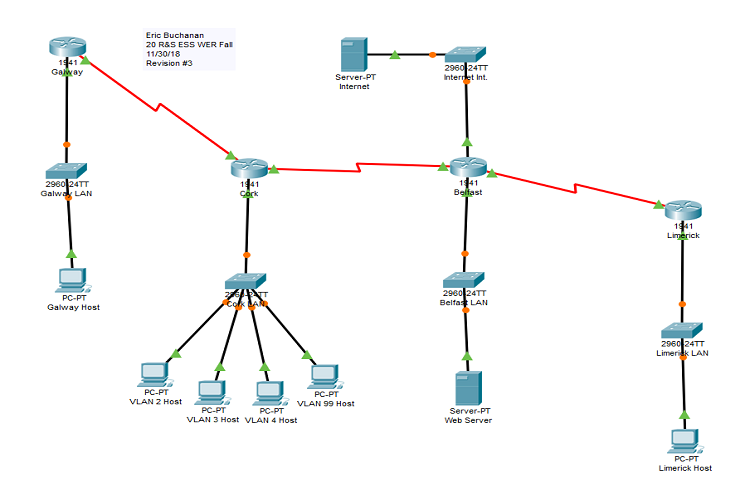 Eric Buchanan
20 R&S ESS WER Fall
11/30/18
Revision #3
1941
Galway
Server-PT
Internet
2960-24TT
Internet Int.
2960-24TT
Galway LAN
1941
Cork
1941
Belfast
1941
Limerick
PC-PT
Galway Host
2960-24TT
Cork LAN
2960-24TT
Belfast LAN
2960-24TT
Limerick LAN
PC-PT
VLAN 2 Host
PC-PT
VLAN 3 Host
PC-PT
VLAN 4 Host
PC-PT
VLAN 99 Host
Server-PT
Web Server
PC-PT
Limerick Host